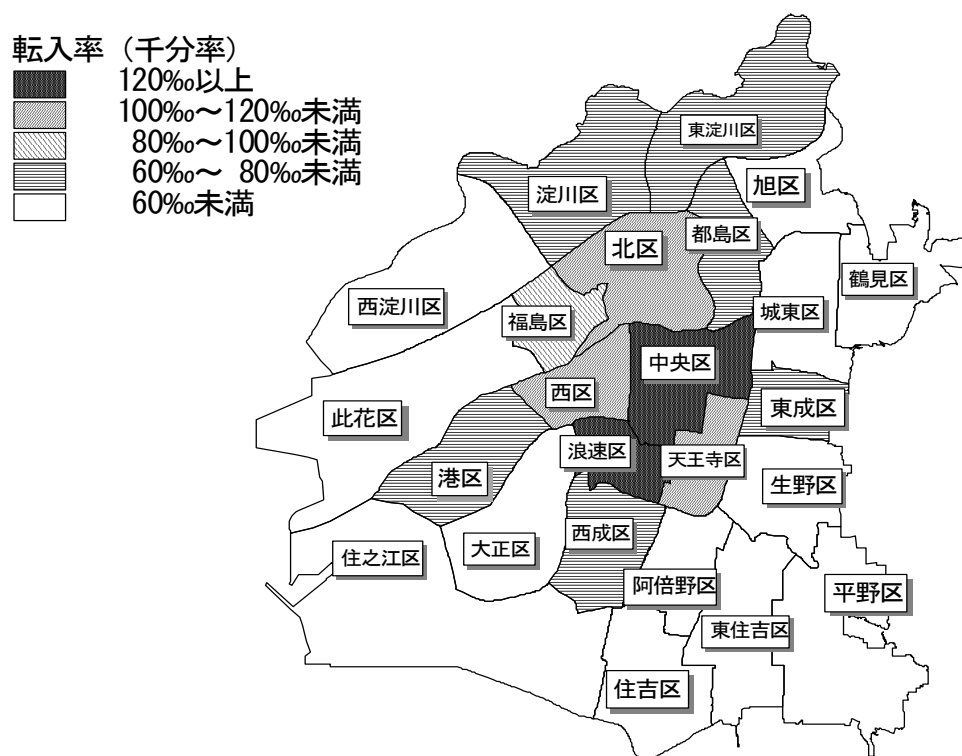 転入率（千分率）
120‰以上
100‰～120‰未満
80‰～100‰未満
60‰～ 80‰未満
60‰未満
東淀川区
旭区
淀川区
都島区
北区
鶴見区
西淀川区
城東区
福島区
中央区
西区
東成区
此花区
浪速区
天王寺区
港区
生野区
西成区
大正区
住之江区
阿倍野区
平野区
東住吉区
住吉区